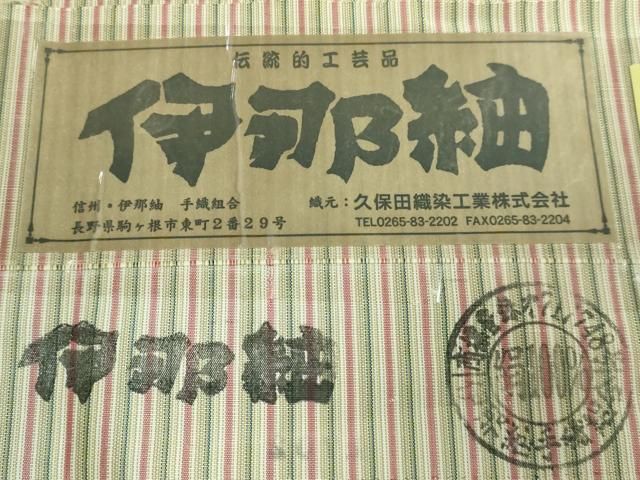 伝統的工芸品
伊那紬
信州・伊那紬 手織組合
長野県駒ヶ根市東町2番29号
織元:久保田織染工業株式会社
TEL0265-83-2202 FAX0265-83-2204
伊那紬